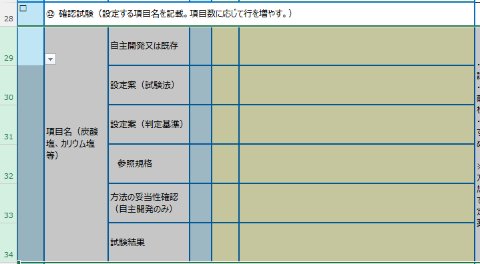 28
㉒ 確認試験（設定する項目名を記載。項目数に応じて行を増やす。）
29
自主開発又は既存
30
設定案（試験法）
31
設定案（判定基準）
項目名（炭酸
塩、カリウム塩
等）
32
参照規格
33
方法の妥当性確認
（自主開発のみ）
34
試験結果